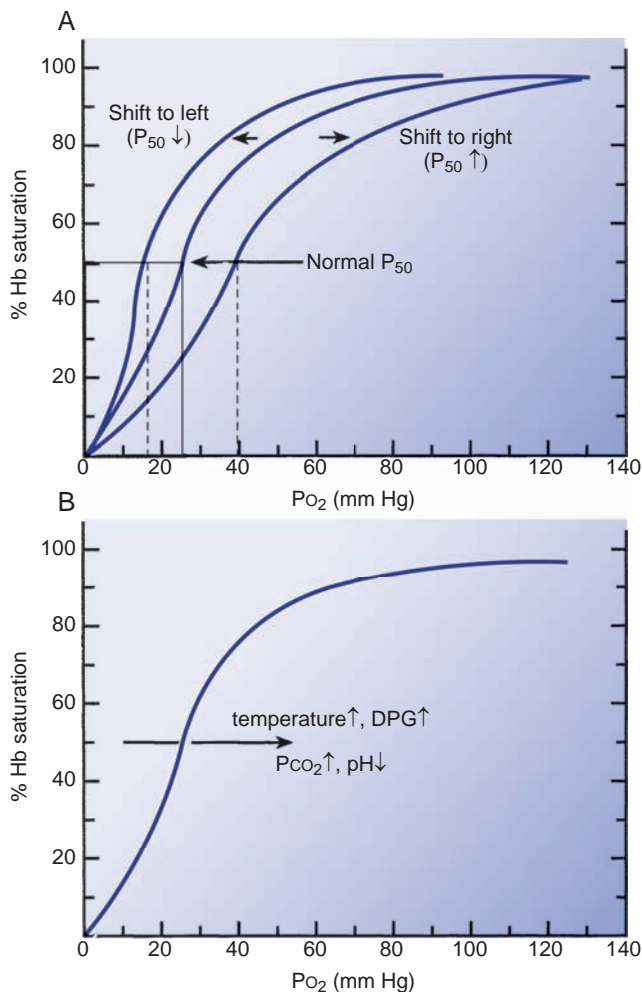 A
100
80
60
40
20
% Hb saturation
Shift to left
(P50 ↓)
Shift to right
(P50 ↑)
Normal P50
0 20 40 60 80 100 120 140
PO2 (mm Hg)
B
100
80
60
40
20
% Hb saturation
temperature↑, DPG↑
PCO2↑, pH↓
0 20 40 60 80 100 120 140
PO2 (mm Hg)